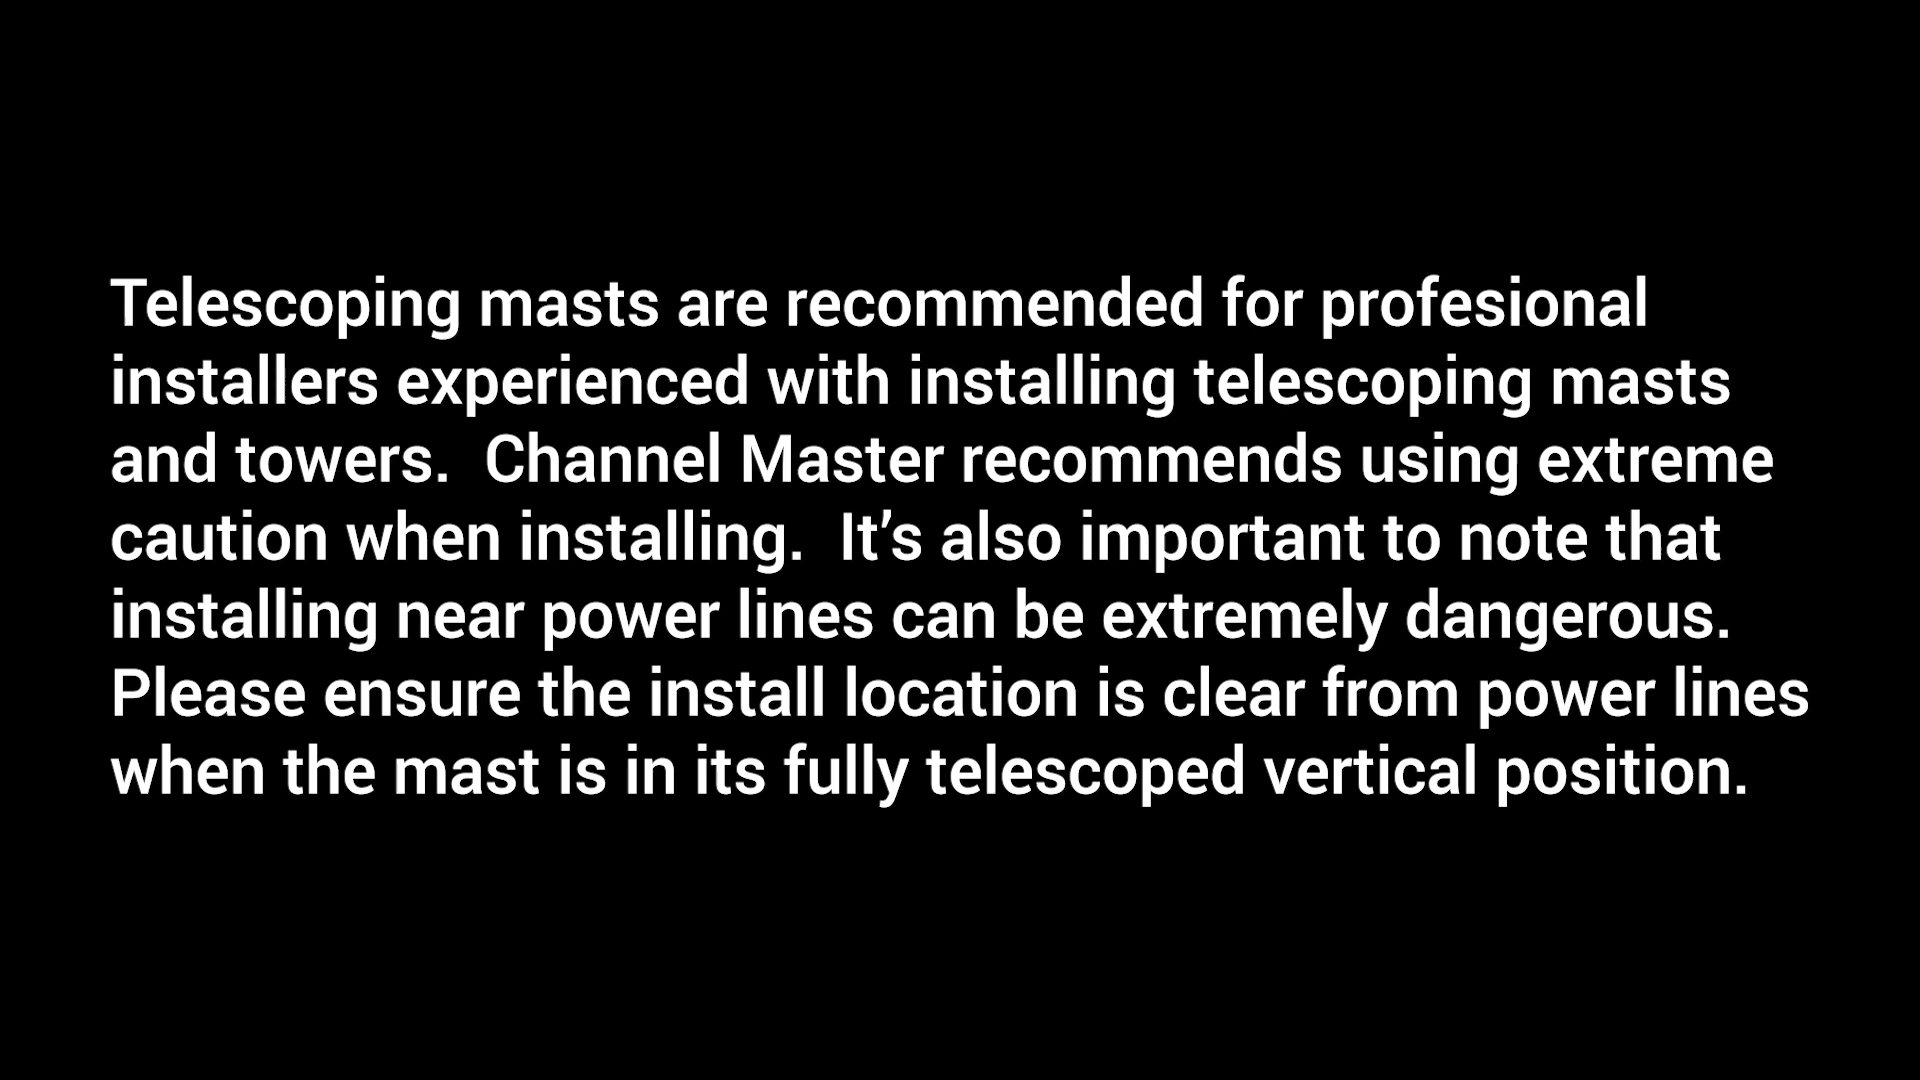 Telescoping masts are recommended for profesional
installers experienced with installing telescoping masts
and towers.  Channel Master recommends using extreme
caution when installing.  It’s also important to note that
installing near power lines can be extremely dangerous.
Please ensure the install location is clear from power lines
when the mast is in its fully telescoped vertical position.